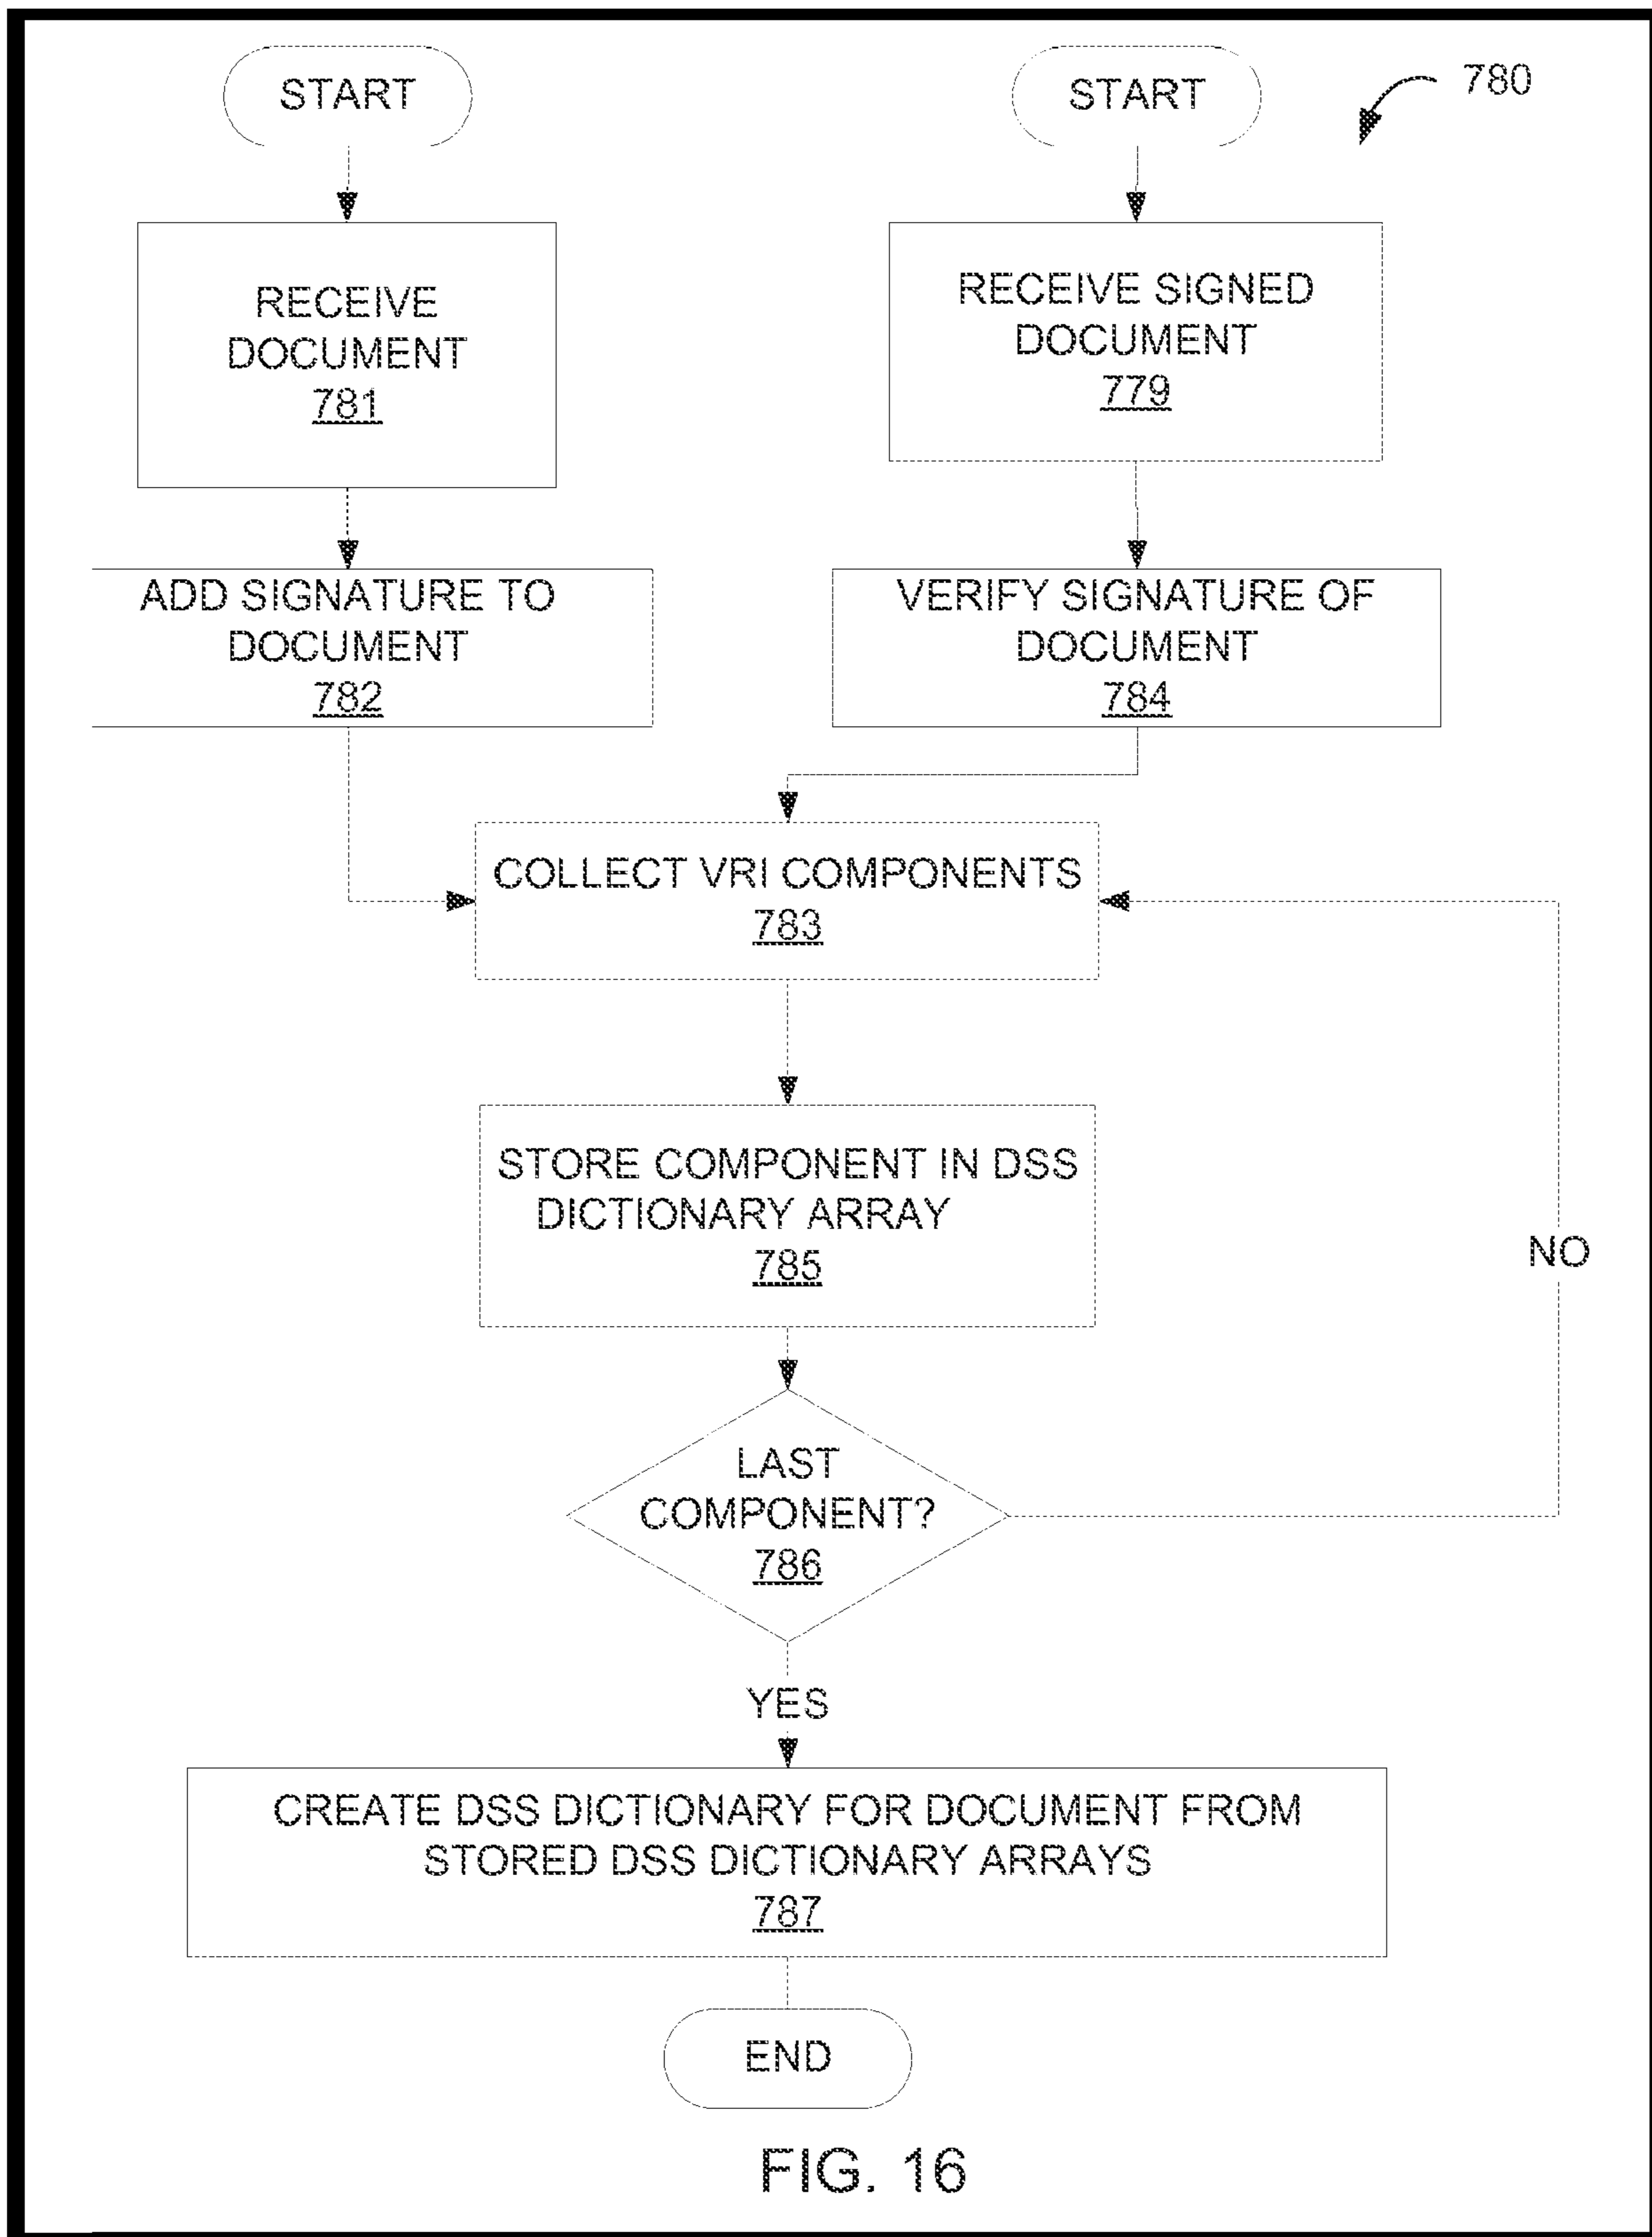 START
START
780
RECEIVE
DOCUMENT
781
RECEIVE SIGNED
DOCUMENT
779
ADD SIGNATURE TO
DOCUMENT
782
VERIFY SIGNATURE OF
DOCUMENT
784
COLLECT VRI COMPONENTS
783
STORE COMPONENT IN DSS
DICTIONARY ARRAY
785
NO
LAST
COMPONENT?
786
YES
CREATE DSS DICTIONARY FOR DOCUMENT FROM
STORED DSS DICTIONARY ARRAYS
787
END
FIG. 16